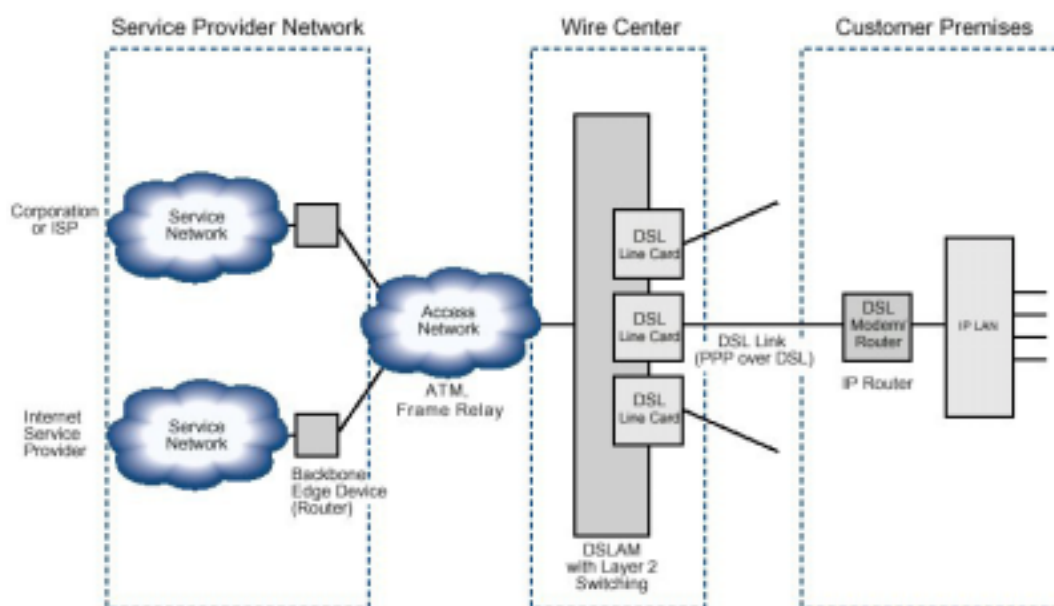 Service Provider Network
Wire Center
Customer Premises
Corporation
or ISP
Service
Network
Access
Network
ATM,
Frame Relay
Internet
Service
Provider
Service
Network
Backbone
Edge Device
(Router)
DSL
Line Card
DSL
Line Card
DSL
Line Card
DSLAM
with Layer 2
Switching
DSL Link
(PPP over DSL)
DSL
Modem/
Router
IP Router
IP LAN